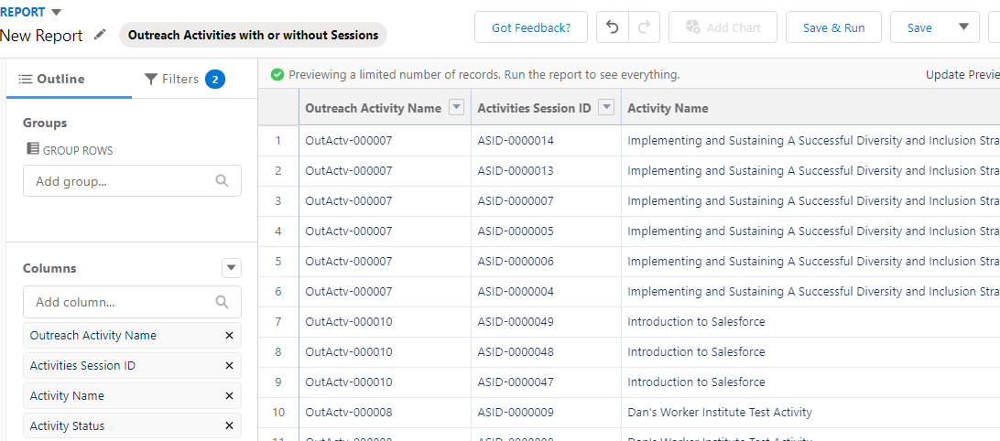 REPORT
New Report
Outreach Activities with or without Sessions
Got Feedback?
Add Chart
Save & Run
Save
Outline
Filters 2
Previewing a limited number of records. Run the report to see everything.
Update Previe
Groups
GROUP ROWS
Add group...
Columns
Add column...
Outreach Activity Name
Activities Session ID
Activity Name
Activity Status
Outreach Activity Name Activities Session ID Activity Name
1 OutActv-000007 ASID-0000014 Implementing and Sustaining A Successful Diversity and Inclusion Stra
2 OutActv-000007 ASID-0000013 Implementing and Sustaining A Successful Diversity and Inclusion Stra
3 OutActv-000007 ASID-0000007 Implementing and Sustaining A Successful Diversity and Inclusion Stra
4 OutActv-000007 ASID-0000005 Implementing and Sustaining A Successful Diversity and Inclusion Stra
5 OutActv-000007 ASID-0000006 Implementing and Sustaining A Successful Diversity and Inclusion Stra
6 OutActv-000007 ASID-0000004 Implementing and Sustaining A Successful Diversity and Inclusion Stra
7 OutActv-000010 ASID-0000049 Introduction to Salesforce
8 OutActv-000010 ASID-0000048 Introduction to Salesforce
9 OutActv-000010 ASID-0000047 Introduction to Salesforce
10 OutActv-000008 ASID-0000009 Dan's Worker Institute Test Activity